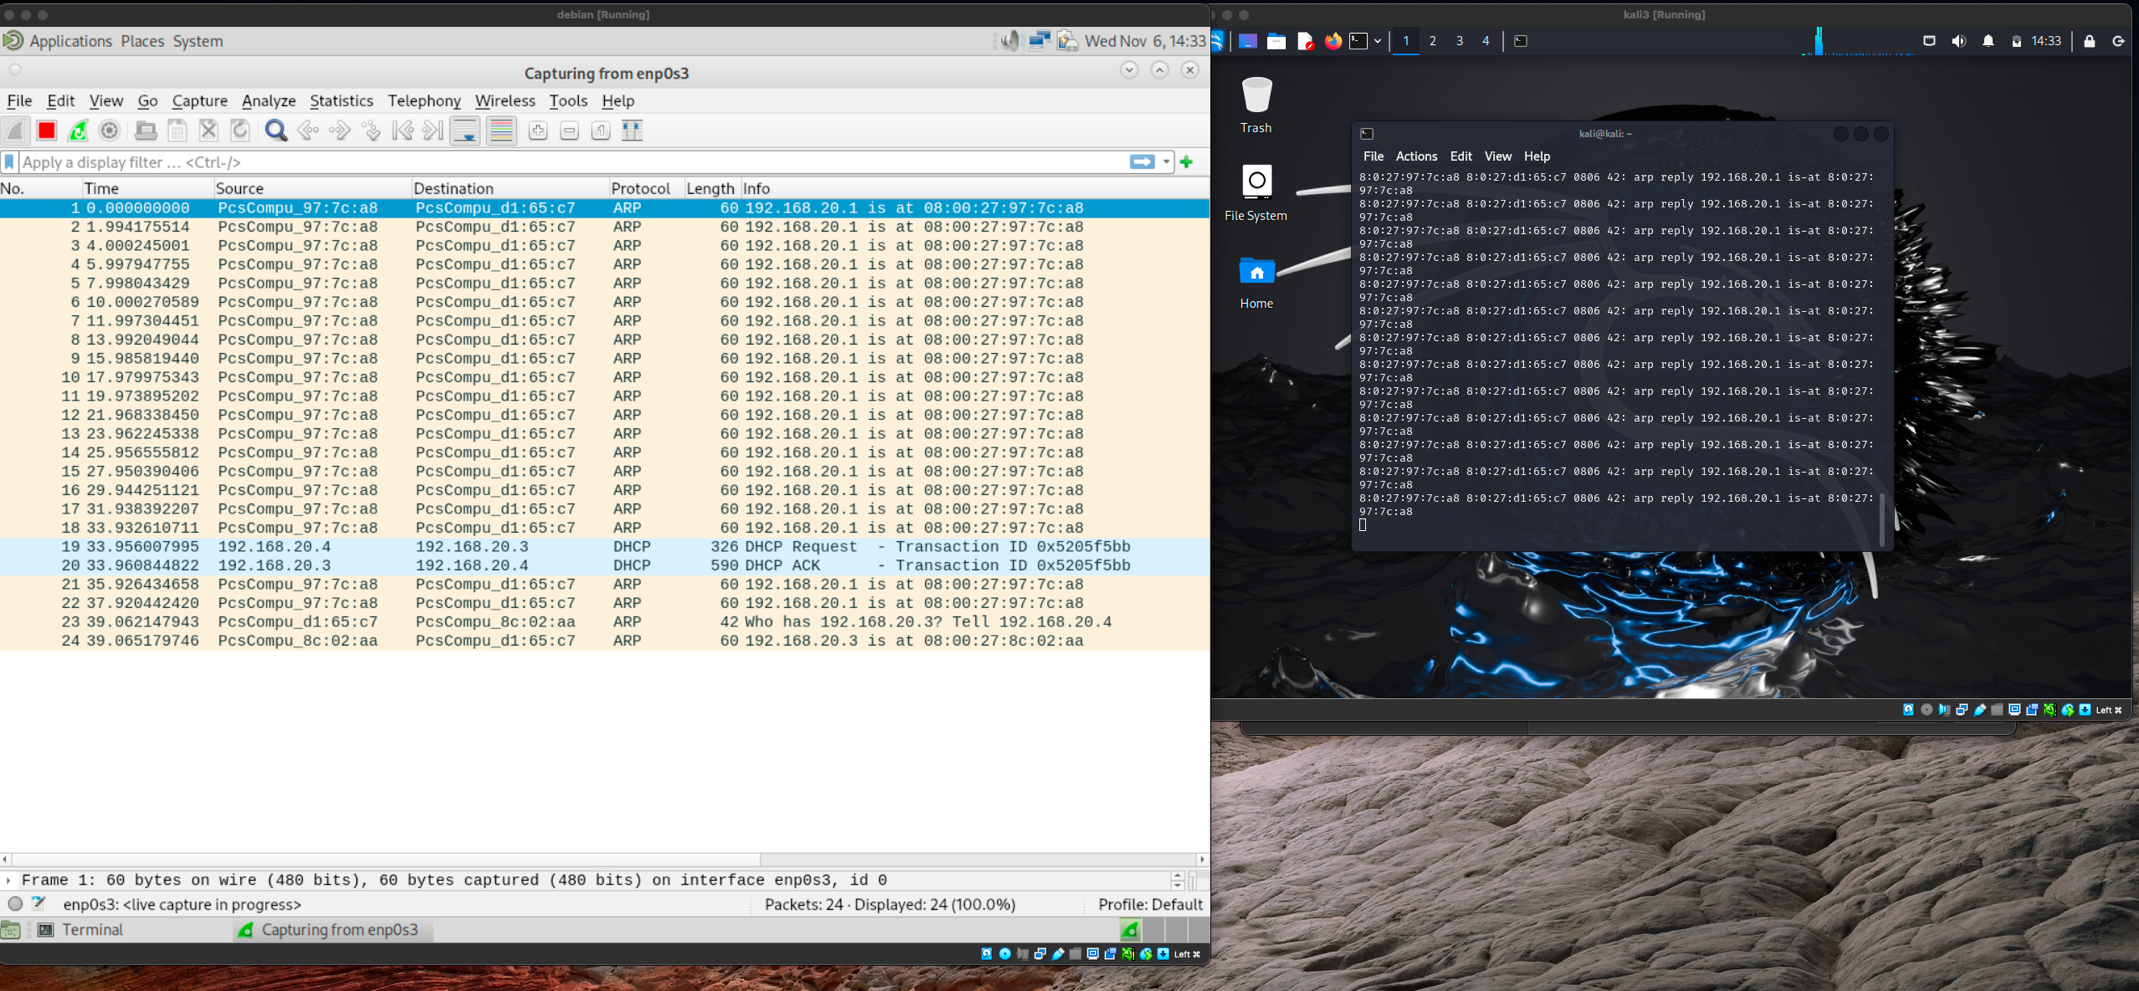 debian [Running]
Applications Places System
Wed Nov 6, 14:33
Capturing from enp0s3
File Edit View Go Capture Analyze Statistics Telephony Wireless Tools Help
Apply a display filter … <Ctrl-/>
No. Time Source Destination Protocol Length Info
1 0.000000000 PcsCompu_97:7c:a8 PcsCompu_d1:65:c7 ARP 60 192.168.20.1 is at 08:00:27:97:7c:a8
2 1.994175514 PcsCompu_97:7c:a8 PcsCompu_d1:65:c7 ARP 60 192.168.20.1 is at 08:00:27:97:7c:a8
3 4.000245001 PcsCompu_97:7c:a8 PcsCompu_d1:65:c7 ARP 60 192.168.20.1 is at 08:00:27:97:7c:a8
4 5.997947755 PcsCompu_97:7c:a8 PcsCompu_d1:65:c7 ARP 60 192.168.20.1 is at 08:00:27:97:7c:a8
5 7.998043429 PcsCompu_97:7c:a8 PcsCompu_d1:65:c7 ARP 60 192.168.20.1 is at 08:00:27:97:7c:a8
6 10.000270589 PcsCompu_97:7c:a8 PcsCompu_d1:65:c7 ARP 60 192.168.20.1 is at 08:00:27:97:7c:a8
7 11.997304451 PcsCompu_97:7c:a8 PcsCompu_d1:65:c7 ARP 60 192.168.20.1 is at 08:00:27:97:7c:a8
8 13.992049044 PcsCompu_97:7c:a8 PcsCompu_d1:65:c7 ARP 60 192.168.20.1 is at 08:00:27:97:7c:a8
9 15.985819440 PcsCompu_97:7c:a8 PcsCompu_d1:65:c7 ARP 60 192.168.20.1 is at 08:00:27:97:7c:a8
10 17.979975343 PcsCompu_97:7c:a8 PcsCompu_d1:65:c7 ARP 60 192.168.20.1 is at 08:00:27:97:7c:a8
11 19.973895202 PcsCompu_97:7c:a8 PcsCompu_d1:65:c7 ARP 60 192.168.20.1 is at 08:00:27:97:7c:a8
12 21.968338450 PcsCompu_97:7c:a8 PcsCompu_d1:65:c7 ARP 60 192.168.20.1 is at 08:00:27:97:7c:a8
13 23.962245338 PcsCompu_97:7c:a8 PcsCompu_d1:65:c7 ARP 60 192.168.20.1 is at 08:00:27:97:7c:a8
14 25.956555812 PcsCompu_97:7c:a8 PcsCompu_d1:65:c7 ARP 60 192.168.20.1 is at 08:00:27:97:7c:a8
15 27.950390406 PcsCompu_97:7c:a8 PcsCompu_d1:65:c7 ARP 60 192.168.20.1 is at 08:00:27:97:7c:a8
16 29.944251121 PcsCompu_97:7c:a8 PcsCompu_d1:65:c7 ARP 60 192.168.20.1 is at 08:00:27:97:7c:a8
17 31.938392207 PcsCompu_97:7c:a8 PcsCompu_d1:65:c7 ARP 60 192.168.20.1 is at 08:00:27:97:7c:a8
18 33.932610711 PcsCompu_97:7c:a8 PcsCompu_d1:65:c7 ARP 60 192.168.20.1 is at 08:00:27:97:7c:a8
19 33.956007995 192.168.20.4 192.168.20.3 DHCP 326 DHCP Request - Transaction ID 0x5205f5bb
20 33.960844822 192.168.20.3 192.168.20.4 DHCP 590 DHCP ACK - Transaction ID 0x5205f5bb
21 35.926434658 PcsCompu_97:7c:a8 PcsCompu_d1:65:c7 ARP 60 192.168.20.1 is at 08:00:27:97:7c:a8
22 37.920442420 PcsCompu_97:7c:a8 PcsCompu_d1:65:c7 ARP 60 192.168.20.1 is at 08:00:27:97:7c:a8
23 39.062147943 PcsCompu_d1:65:c7 PcsCompu_8c:02:aa ARP 42 Who has 192.168.20.3? Tell 192.168.20.4
24 39.065179746 PcsCompu_8c:02:aa PcsCompu_d1:65:c7 ARP 60 192.168.20.3 is at 08:00:27:8c:02:aa
Frame 1: 60 bytes on wire (480 bits), 60 bytes captured (480 bits) on interface enp0s3, id 0
enp0s3: <live capture in progress>
Packets: 24 · Displayed: 24 (100.0%)
Profile: Default
Terminal
Capturing from enp0s3
Left ⌘
kali3 [Running]
1 2 3 4
14:33
Trash
File System
Home
kali@kali: ~
File Actions Edit View Help
8:0:27:97:7c:a8 8:0:27:d1:65:c7 0806 42: arp reply 192.168.20.1 is-at 8:0:27:
97:7c:a8
8:0:27:97:7c:a8 8:0:27:d1:65:c7 0806 42: arp reply 192.168.20.1 is-at 8:0:27:
97:7c:a8
8:0:27:97:7c:a8 8:0:27:d1:65:c7 0806 42: arp reply 192.168.20.1 is-at 8:0:27:
97:7c:a8
8:0:27:97:7c:a8 8:0:27:d1:65:c7 0806 42: arp reply 192.168.20.1 is-at 8:0:27:
97:7c:a8
8:0:27:97:7c:a8 8:0:27:d1:65:c7 0806 42: arp reply 192.168.20.1 is-at 8:0:27:
97:7c:a8
8:0:27:97:7c:a8 8:0:27:d1:65:c7 0806 42: arp reply 192.168.20.1 is-at 8:0:27:
97:7c:a8
8:0:27:97:7c:a8 8:0:27:d1:65:c7 0806 42: arp reply 192.168.20.1 is-at 8:0:27:
97:7c:a8
8:0:27:97:7c:a8 8:0:27:d1:65:c7 0806 42: arp reply 192.168.20.1 is-at 8:0:27:
97:7c:a8
8:0:27:97:7c:a8 8:0:27:d1:65:c7 0806 42: arp reply 192.168.20.1 is-at 8:0:27:
97:7c:a8
8:0:27:97:7c:a8 8:0:27:d1:65:c7 0806 42: arp reply 192.168.20.1 is-at 8:0:27:
97:7c:a8
8:0:27:97:7c:a8 8:0:27:d1:65:c7 0806 42: arp reply 192.168.20.1 is-at 8:0:27:
97:7c:a8
8:0:27:97:7c:a8 8:0:27:d1:65:c7 0806 42: arp reply 192.168.20.1 is-at 8:0:27:
97:7c:a8
8:0:27:97:7c:a8 8:0:27:d1:65:c7 0806 42: arp reply 192.168.20.1 is-at 8:0:27:
97:7c:a8
Left ⌘